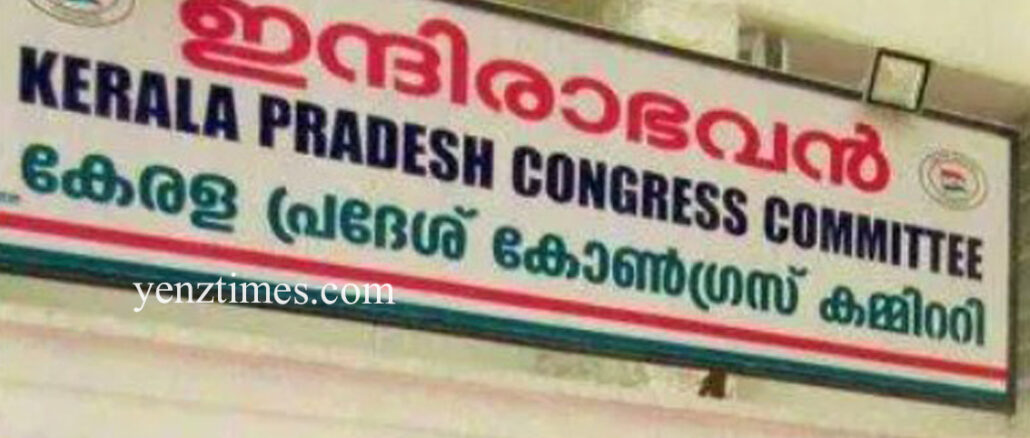 ഇന്ദിരാഭവൻ
KERALA PRADESH CONGRESS COMMITTEE
കേരള പ്രദേശ് കോൺഗ്രസ് കമ്മിററി
yenztimes.com